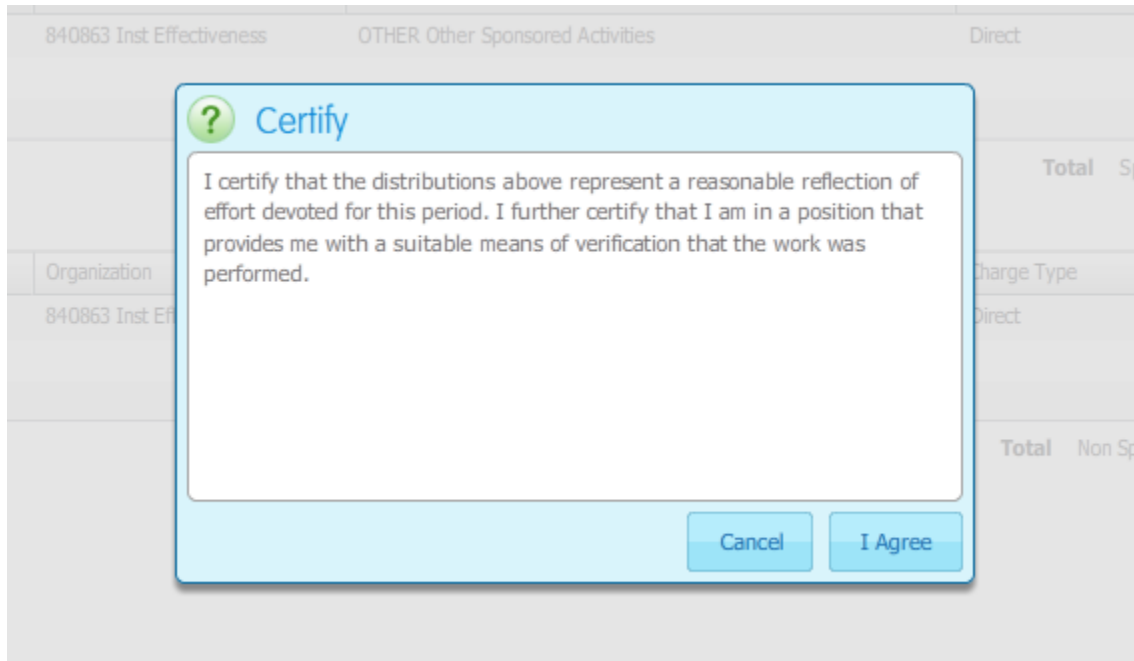 840863 Inst Effectiveness OTHER Other Sponsored Activities Direct
? Certify
I certify that the distributions above represent a reasonable reflection of
effort devoted for this period. I further certify that I am in a position that
provides me with a suitable means of verification that the work was
performed.
Total
Organization Charge Type
840863 Inst Direct
Total Non
Cancel I Agree